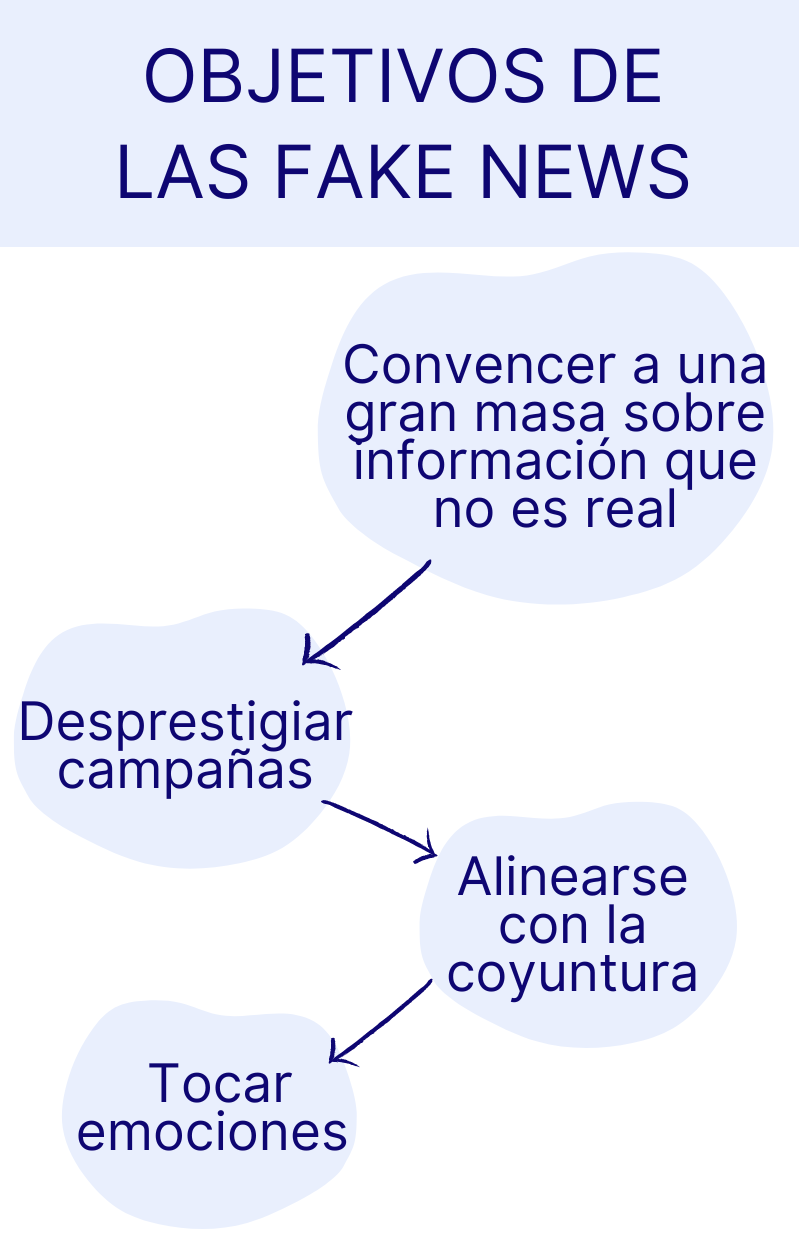 OBJETIVOS DE
LAS FAKE NEWS
Convencer a una
gran masa sobre
información que
no es real
Desprestigiar
campañas
Alinearse
con la
coyuntura
Tocar
emociones